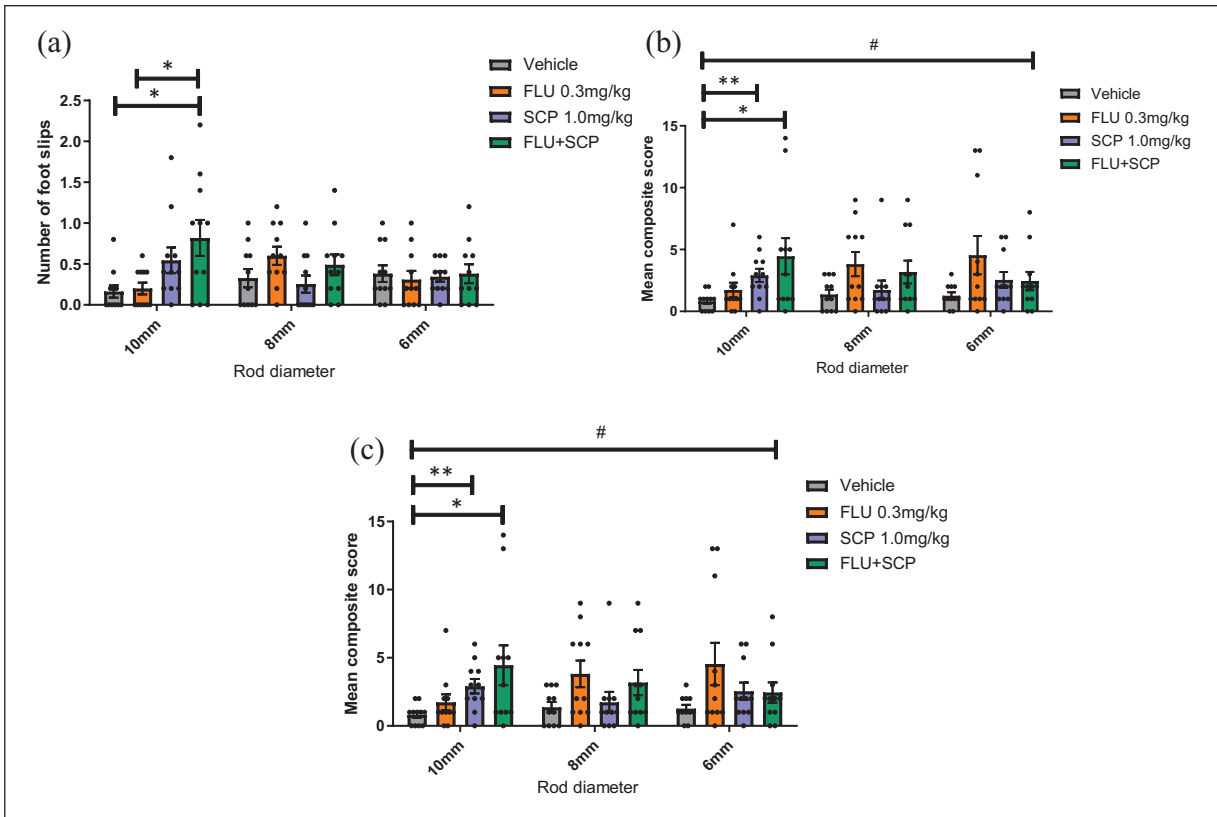 (a)
*
*
Vehicle
FLU 0.3mg/kg
SCP 1.0mg/kg
FLU+SCP
Number of foot slips
2.5
2.0
1.5
1.0
0.5
0.0
10mm
8mm
6mm
Rod diameter
(b)
#
**
*
Vehicle
FLU 0.3mg/kg
SCP 1.0mg/kg
FLU+SCP
Mean composite score
15
10
5
0
10mm
8mm
6mm
Rod diameter
(c)
#
**
*
Vehicle
FLU 0.3mg/kg
SCP 1.0mg/kg
FLU+SCP
Mean composite score
15
10
5
0
10mm
8mm
6mm
Rod diameter